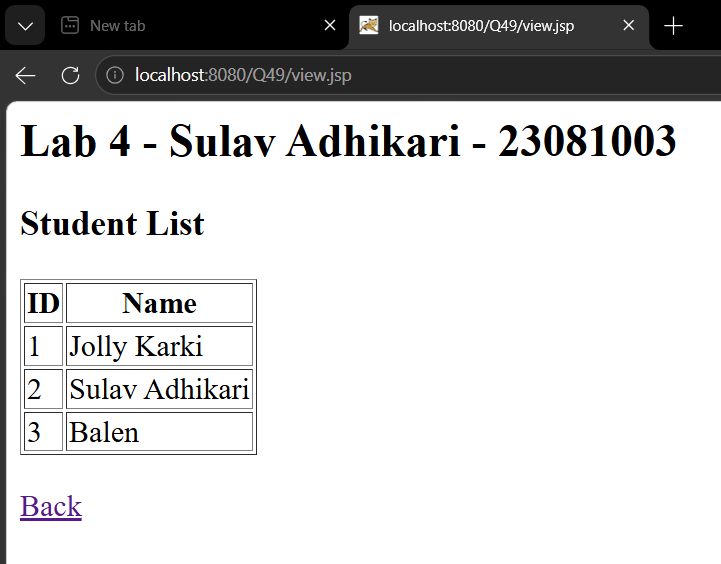 New tab
localhost:8080/Q49/view.jsp
localhost:8080/Q49/view.jsp
Lab 4 - Sulav Adhikari - 23081003
Student List
ID Name
1 Jolly Karki
2 Sulav Adhikari
3 Balen
Back